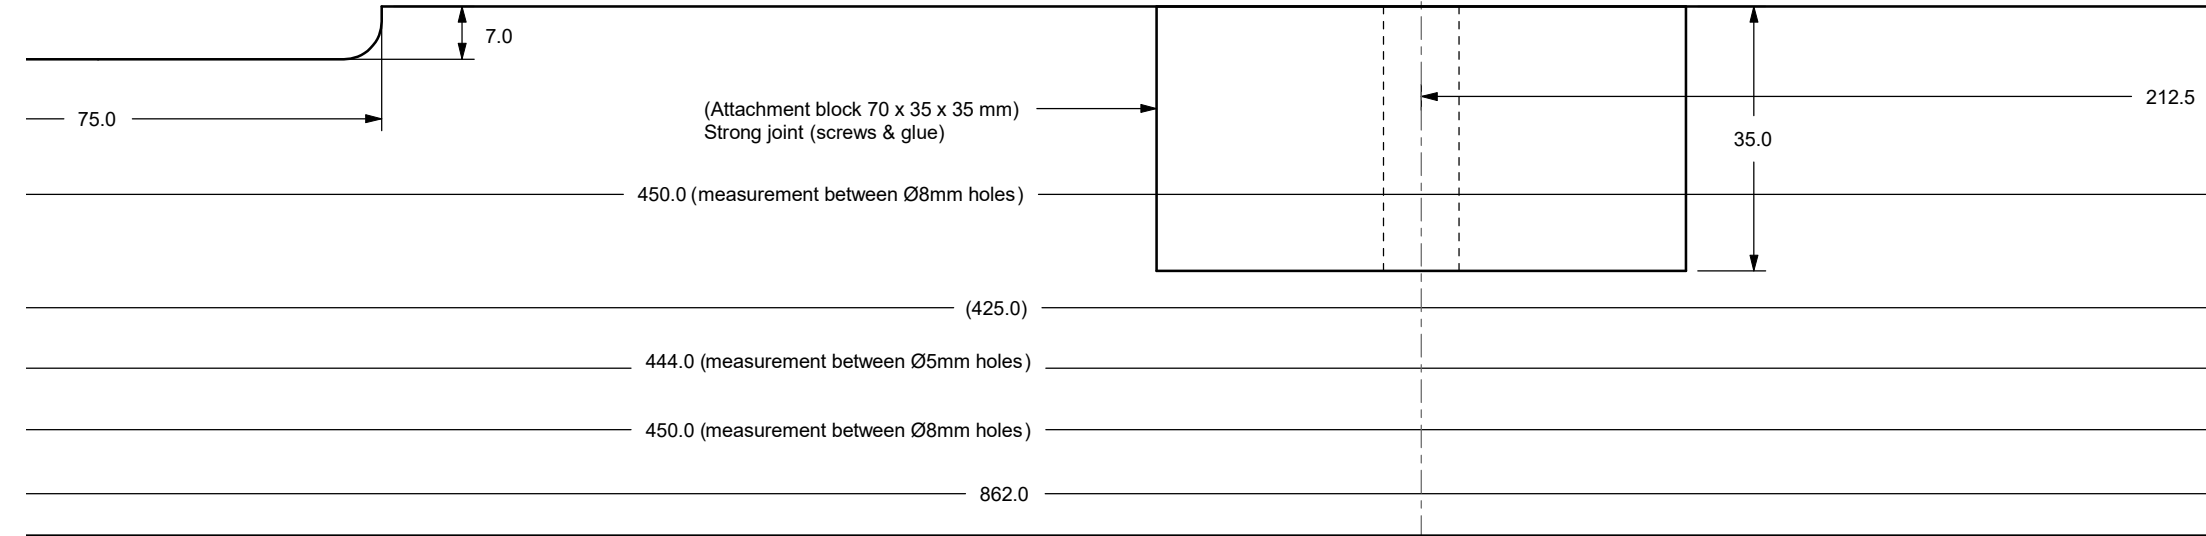 7.0
75.0
(Attachment block 70 x 35 x 35 mm)
Strong joint (screws & glue)
212.5
35.0
450.0 (measurement between Ø8mm holes)
(425.0)
444.0 (measurement between Ø5mm holes)
450.0 (measurement between Ø8mm holes)
862.0